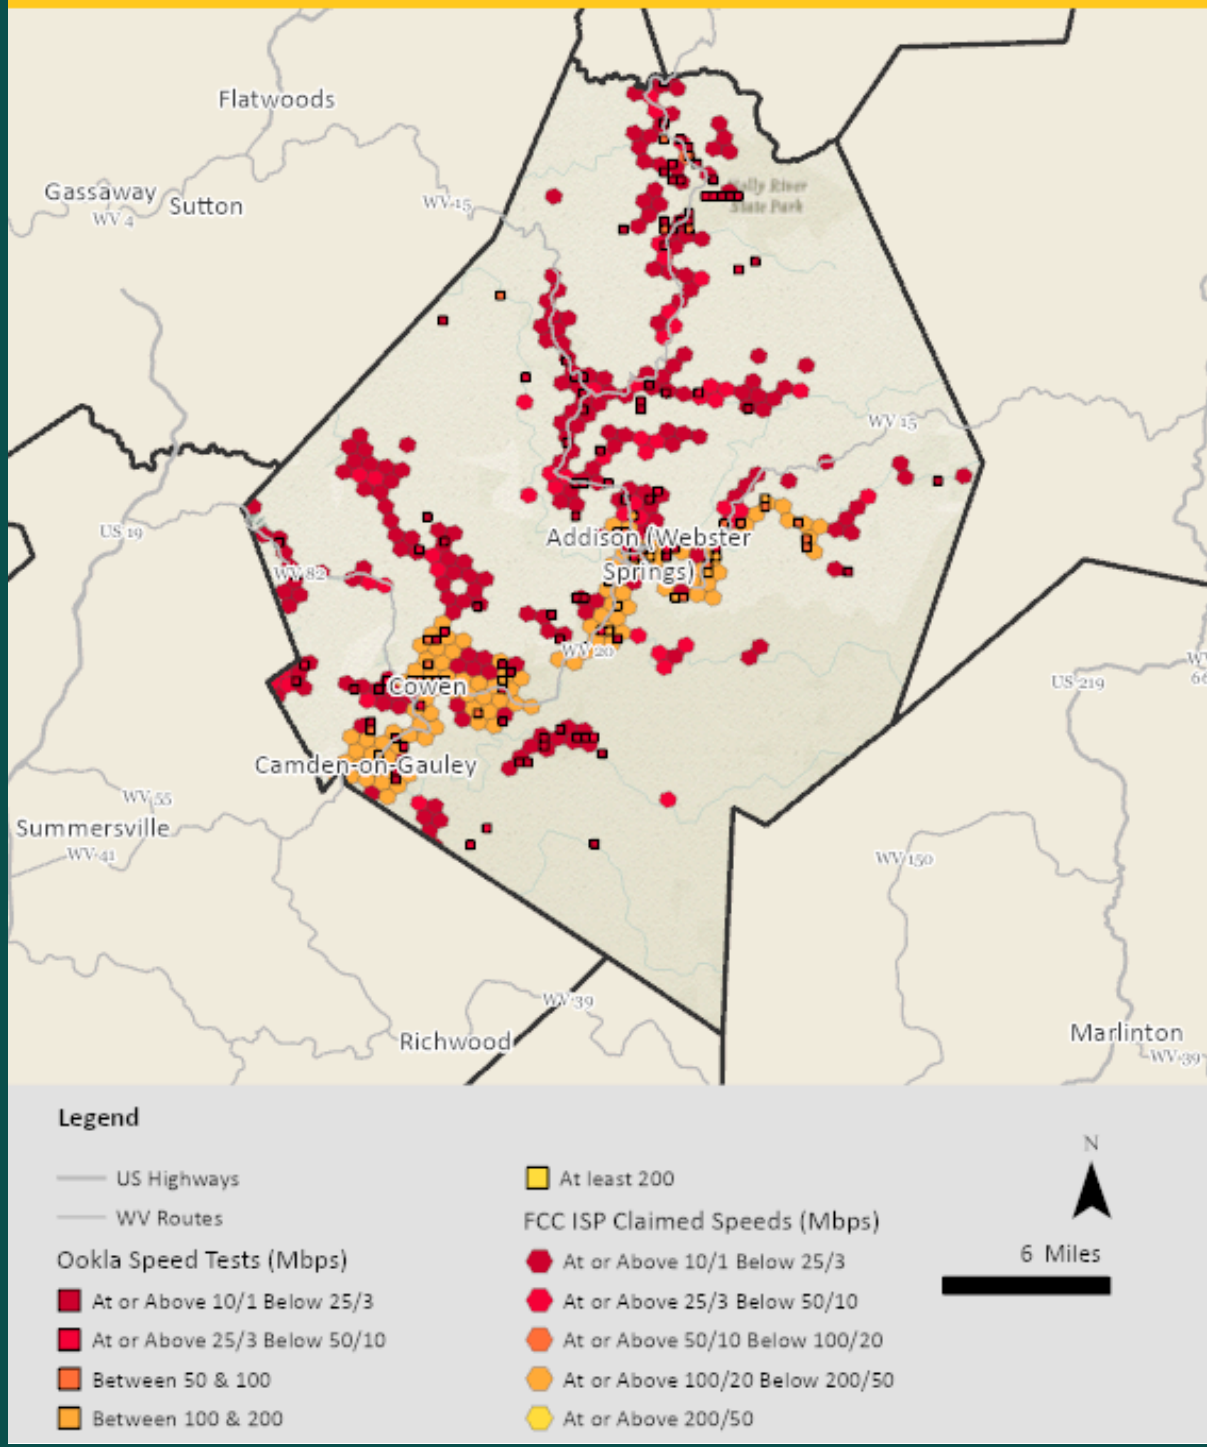 Flatwoods
Gassaway
WV 4
Sutton
WV 15
Holly River
State Park
WV 15
US 19
WV 82
Addison (Webster
Springs)
WV 20
Cowen
US 219
Camden-on-Gauley
WV 55
Summersville
WV 41
WV 150
WV 39
Richwood
Marlinton
WV 39
Legend
US Highways
WV Routes
Ookla Speed Tests (Mbps)
At or Above 10/1 Below 25/3
At or Above 25/3 Below 50/10
Between 50 & 100
Between 100 & 200
At least 200
FCC ISP Claimed Speeds (Mbps)
At or Above 10/1 Below 25/3
At or Above 25/3 Below 50/10
At or Above 50/10 Below 100/20
At or Above 100/20 Below 200/50
At or Above 200/50
N
6 Miles